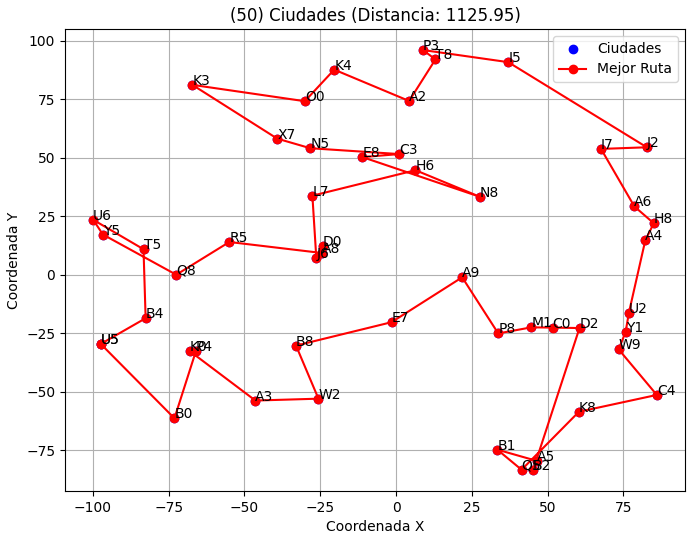 (50) Ciudades (Distancia: 1125.95)
Ciudades
Mejor Ruta
P3
T8
I5
K4
K3
O0
A2
X7
N5
C3
E8
J2
I7
H6
L7
N8
A6
H8
U6
Y5
T5
R5
D0
A8
J6
A4
Q8
A9
B4
U2
E7
P8
M1
C0
D2
Y1
U5
B8
W9
P4
A3
W2
C4
B0
K8
B1
A5
B2
100
75
50
25
0
−25
−50
−75
−100
−75
−50
−25
0
25
50
75
Coordenada Y
Coordenada X